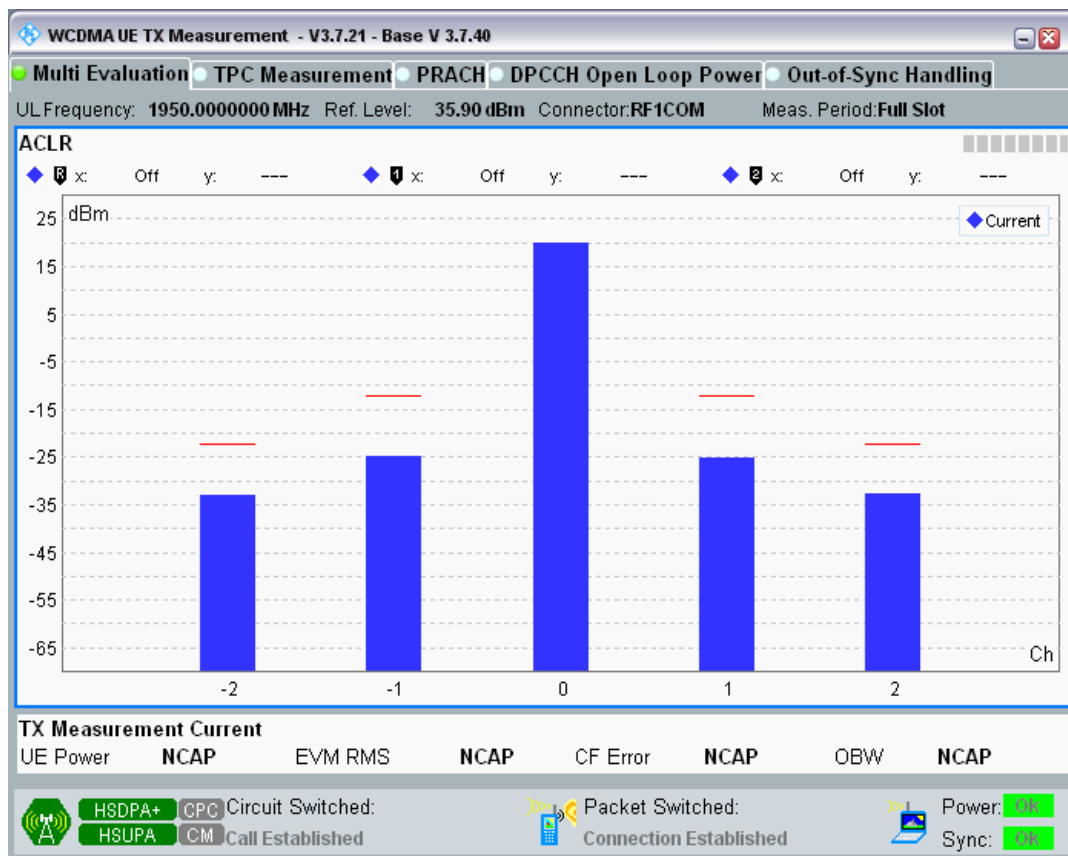 WCDMA UE TX Measurement - V3.7.21 - Base V 3.7.40
Multi Evaluation TPC Measurement PRACH DPCCH Open Loop Power Out-of-Sync Handling
UL Frequency: 1950.0000000 MHz Ref. Level: 35.90 dBm Connector:RF1COM Meas. Period:Full Slot
ACLR
R x: Off y: --- 1 x: Off y: --- 2 x: Off y: ---
dBm
Current
25
15
5
-5
-15
-25
-35
-45
-55
-65
Ch
-2 -1 0 1 2
TX Measurement Current
UE Power NCAP EVM RMS NCAP CF Error NCAP OBW NCAP
HSDPA+ CPC Circuit Switched: Packet Switched: Power: OK
HSUPA CM Call Established Connection Established Sync: OK